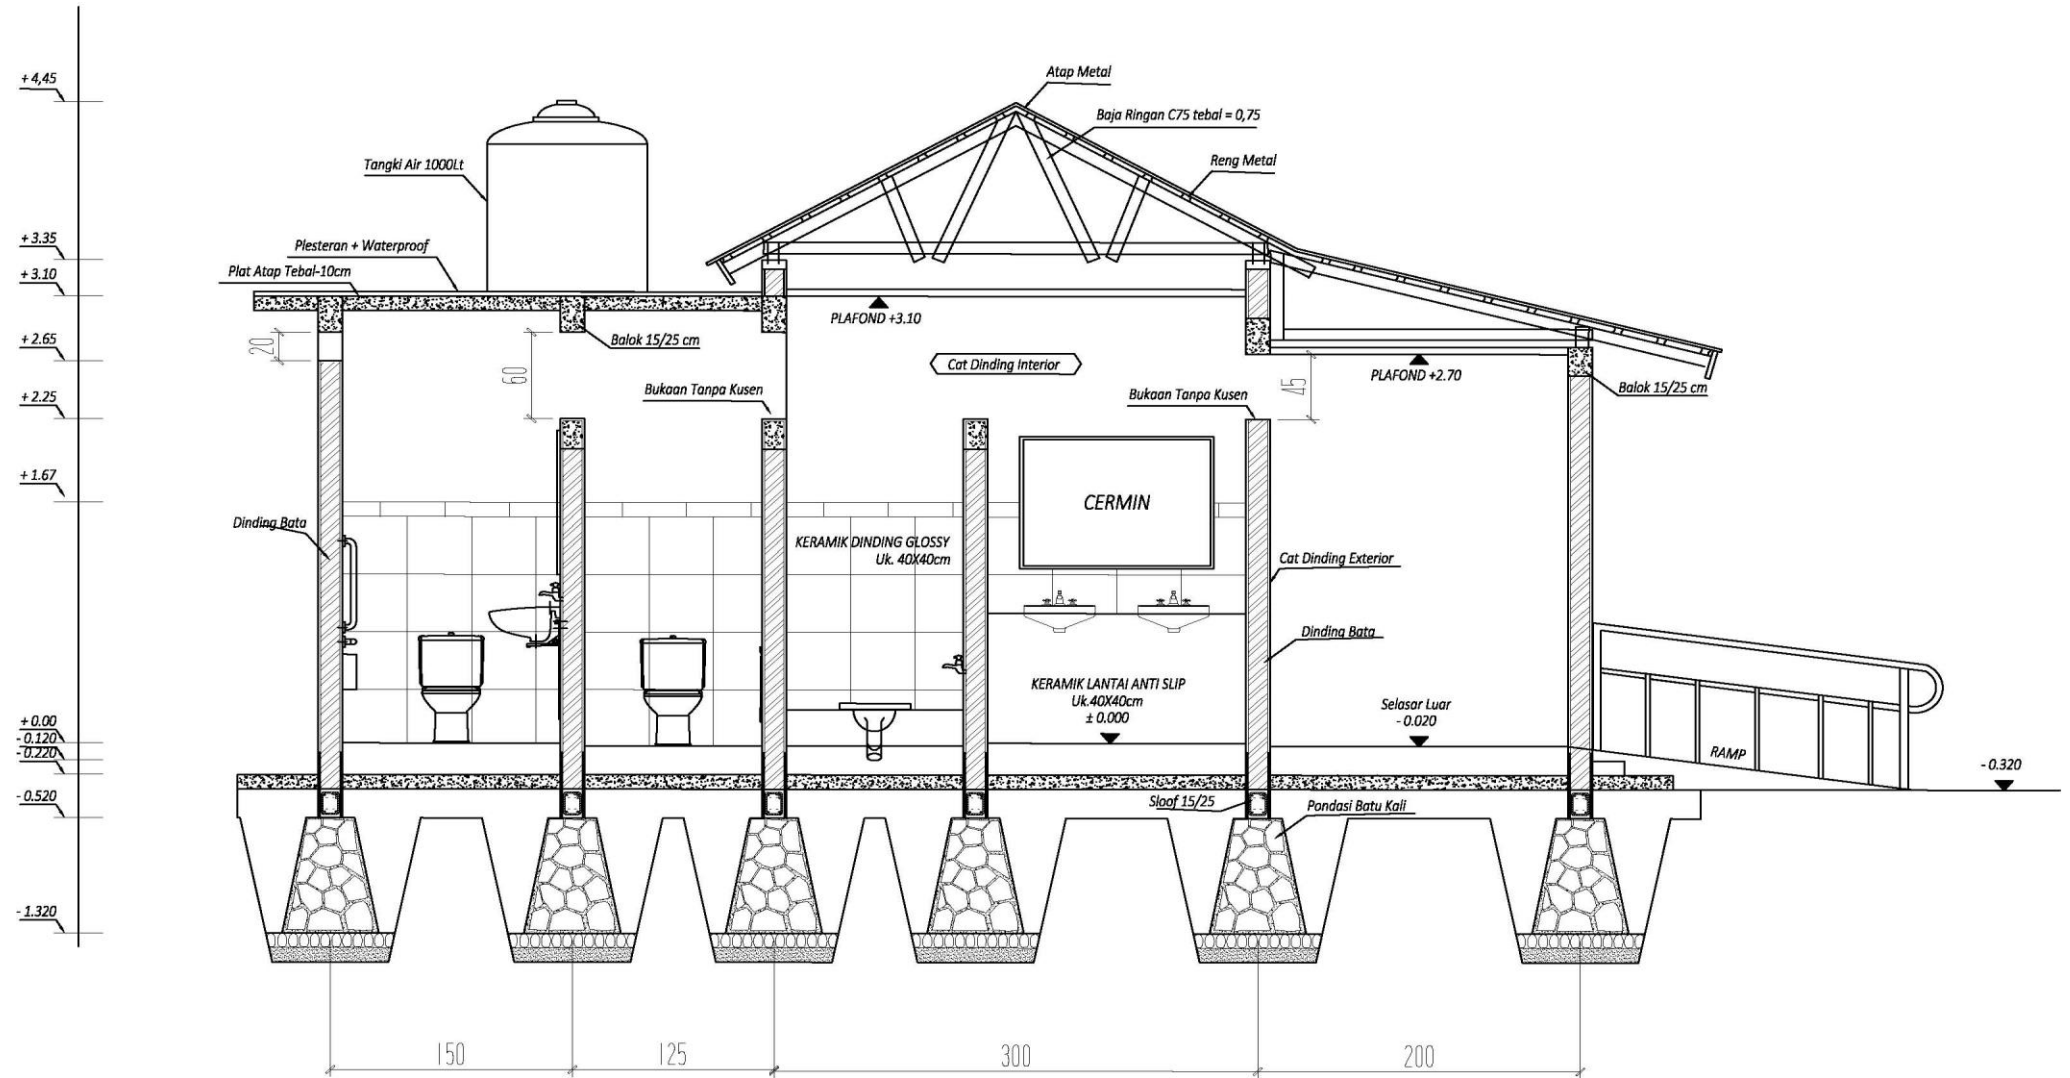 + 4,45
Atap Metal
Baja Ringan C75 tebal = 0,75
Tangki Air 1000Lt
Reng Metal
+ 3.35
Plesteran + Waterproof
+ 3.10
Plat Atap Tebal-10cm
PLAFOND +3.10
+ 2.65
20
Balok 15/25 cm
60
Cat Dinding Interior
PLAFOND +2.70
45
Balok 15/25 cm
+ 2.25
Bukaan Tanpa Kusen
Bukaan Tanpa Kusen
+ 1.67
CERMIN
Dinding Bata
KERAMIK DINDING GLOSSY
Uk. 40X40cm
Cat Dinding Exterior
Dinding Bata
KERAMIK LANTAI ANTI SLIP
Uk.40X40cm
± 0.000
Selasar Luar
- 0.020
+ 0.00
- 0.120
- 0.220
RAMP
- 0.320
- 0.520
Sloof 15/25
Pondasi Batu Kali
- 1.320
150
125
300
200